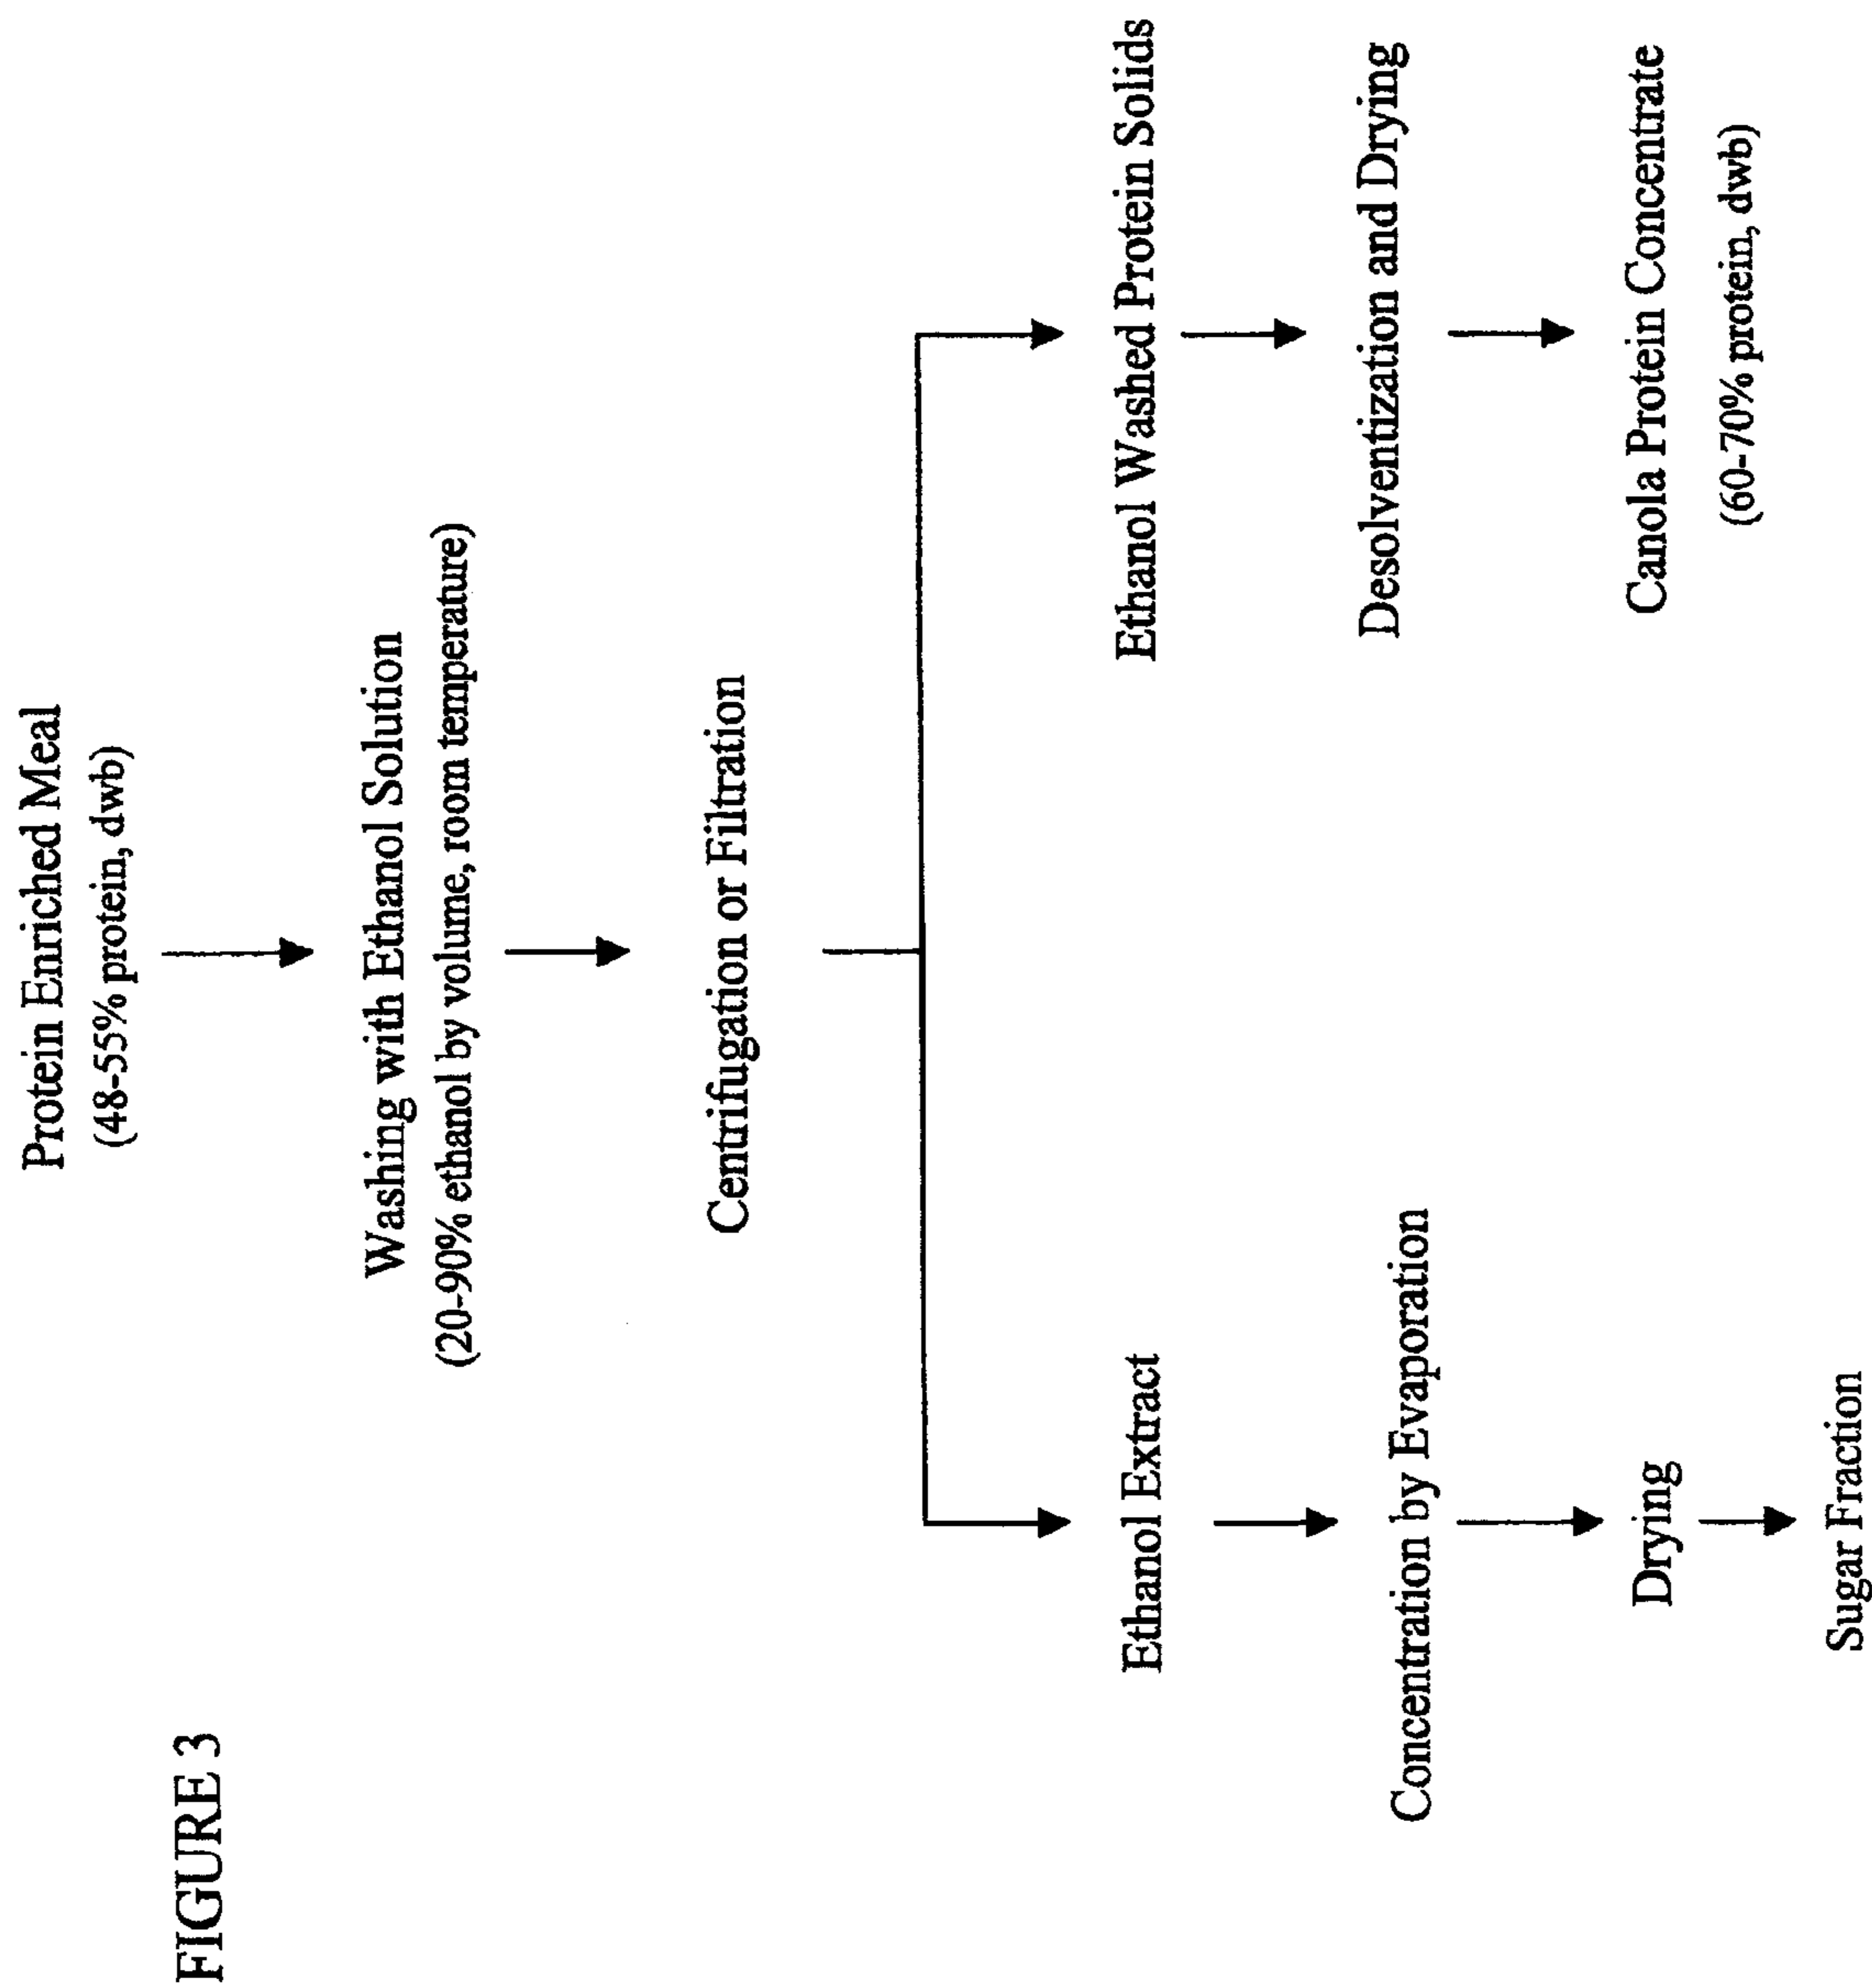 FIGURE 3
Protein Enriched Meal
(48-55% protein, dwb)
Washing with Ethanol Solution
(20-90% ethanol by volume, room temperature)
Centrifugation or Filtration
Ethanol Extract
Concentration by Evaporation
Drying
Sugar Fraction
Ethanol Washed Protein Solids
Desolventization and Drying
Canola Protein Concentrate
(60-70% protein, dwb)